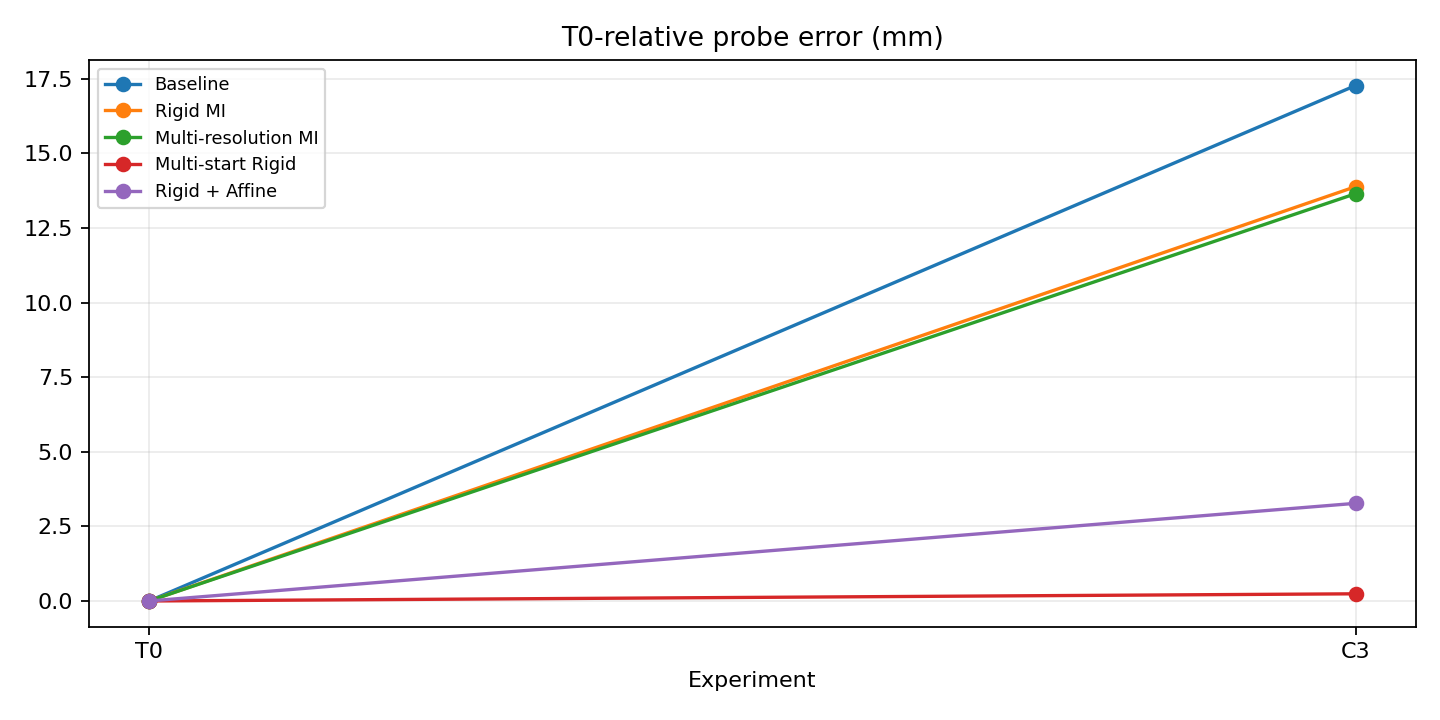 T0-relative probe error (mm)
17.5
15.0
12.5
10.0
7.5
5.0
2.5
0.0
Baseline
Rigid MI
Multi-resolution MI
Multi-start Rigid
Rigid + Affine
T0
C3
Experiment